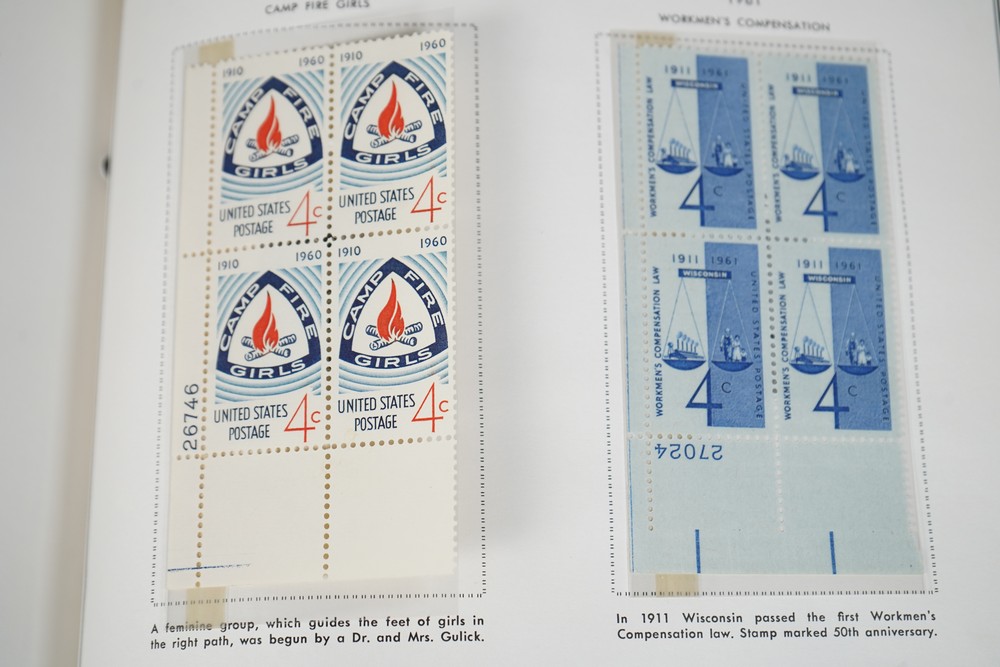 CAMP FIRE GIRLS
1910 1960
CAMP FIRE
GIRLS
UNITED STATES
POSTAGE
4c
1910 1960
CAMP FIRE
GIRLS
UNITED STATES
POSTAGE
4c
1910 1960
CAMP FIRE
GIRLS
UNITED STATES
POSTAGE
4c
1910 1960
CAMP FIRE
GIRLS
UNITED STATES
POSTAGE
4c
26746
A feminine group, which guides the feet of girls in
the right path, was begun by a Dr. and Mrs. Gulick.
1961
WORKMEN'S COMPENSATION
1911 1961
WISCONSIN
WORKMEN'S COMPENSATION LAW
UNITED STATES POSTAGE
4c
1911 1961
WISCONSIN
WORKMEN'S COMPENSATION LAW
UNITED STATES POSTAGE
4c
1911 1961
WISCONSIN
WORKMEN'S COMPENSATION LAW
UNITED STATES POSTAGE
4c
1911 1961
WISCONSIN
WORKMEN'S COMPENSATION LAW
UNITED STATES POSTAGE
4c
27024
In 1911 Wisconsin passed the first Workmen's
Compensation law. Stamp marked 50th anniversary.